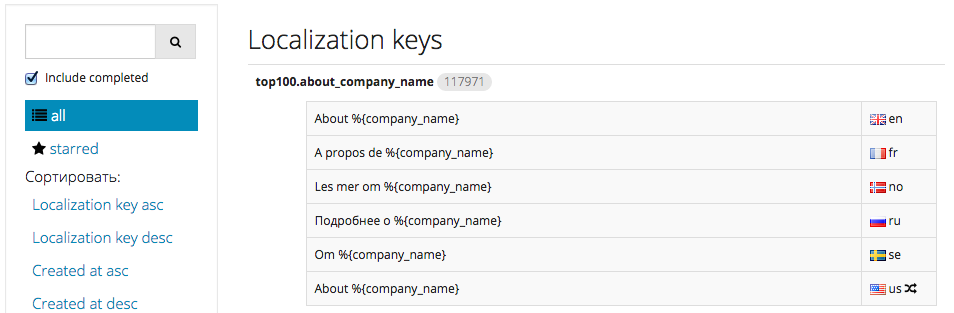 Include completed
all
starred
Сортировать:
Localization key asc
Localization key desc
Created at asc
Created at desc
Localization keys
top100.about_company_name 117971
About %{company_name} en
A propos de %{company_name} fr
Les mer om %{company_name} no
Подробнее о %{company_name} ru
Om %{company_name} se
About %{company_name} us